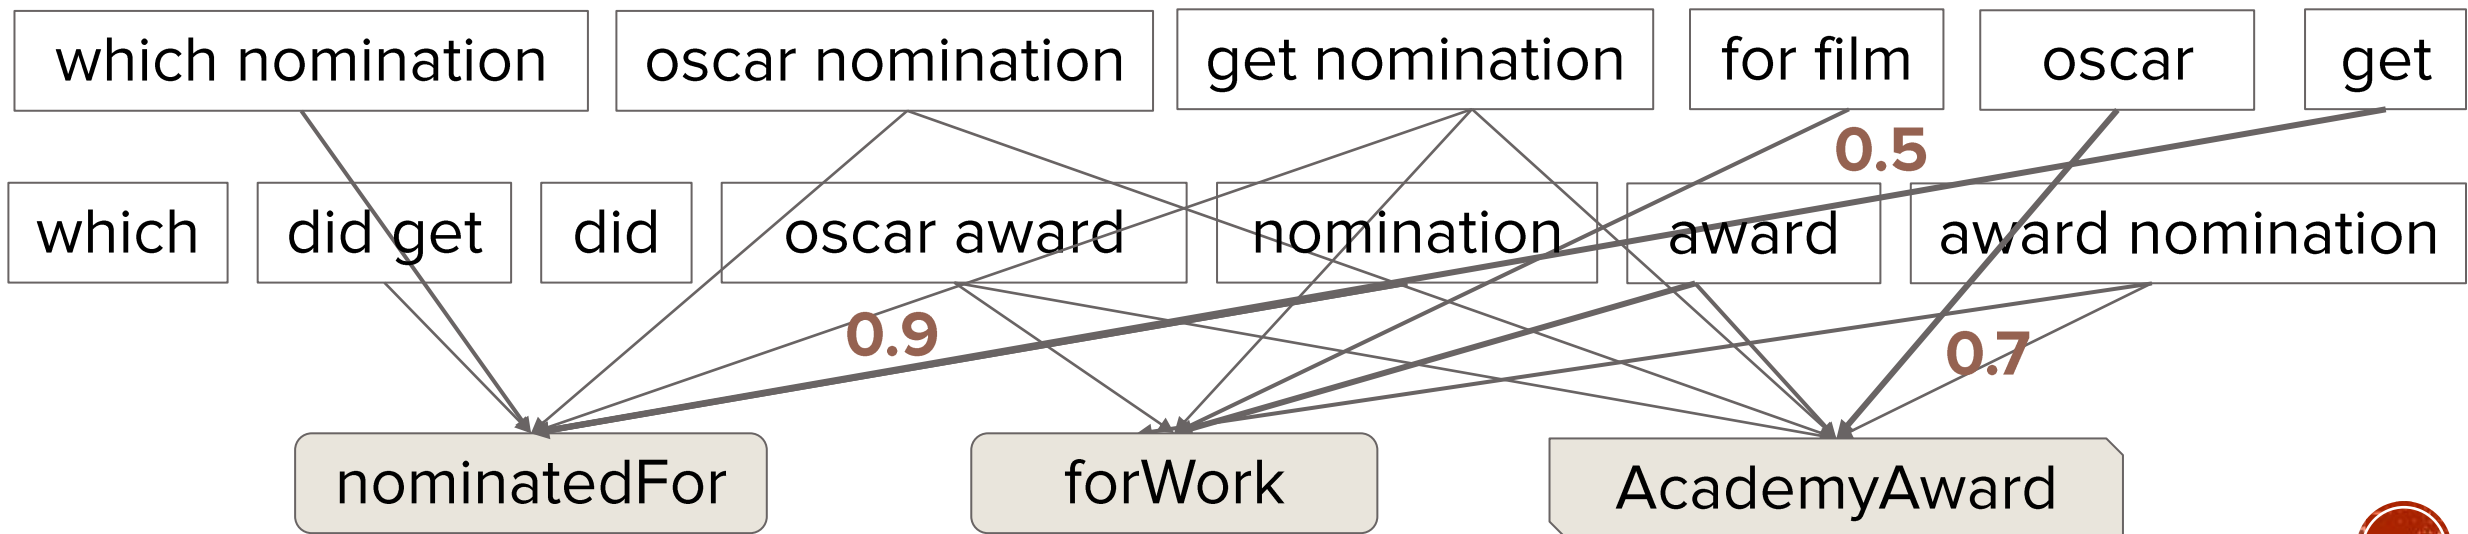 which nomination
oscar nomination
get nomination
for film
oscar
get
0.5
which
did get
did
oscar award
nomination
award
award nomination
0.9
0.7
nominatedFor
forWork
AcademyAward